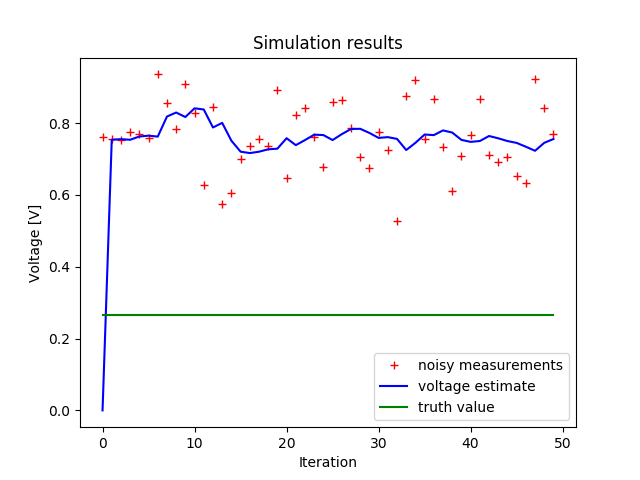 Simulation results
Voltage [V]
0.8
0.6
0.4
0.2
0.0
noisy measurements
voltage estimate
truth value
0 10 20 30 40 50
Iteration